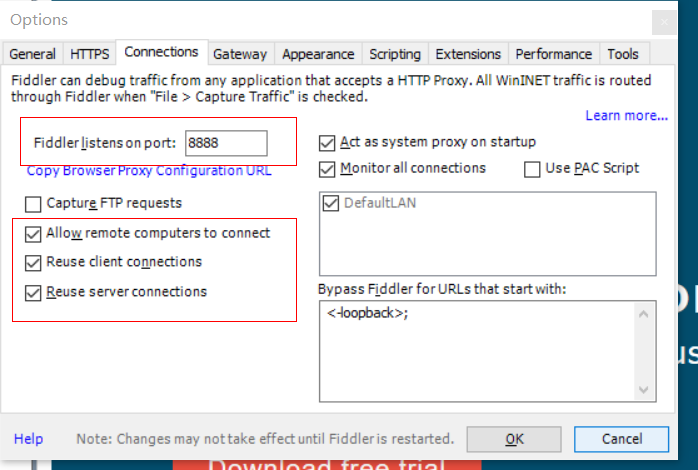 Options
General HTTPS Connections Gateway Appearance Scripting Extensions Performance Tools
Fiddler can debug traffic from any application that accepts a HTTP Proxy. All WinINET traffic is routed
through Fiddler when "File > Capture Traffic" is checked.
Learn more...
Fiddler listens on port: 8888
Copy Browser Proxy Configuration URL
Capture FTP requests
Allow remote computers to connect
Reuse client connections
Reuse server connections
Act as system proxy on startup
Monitor all connections Use PAC Script
DefaultLAN
Bypass Fiddler for URLs that start with:
<-loopback>;
Help Note: Changes may not take effect until Fiddler is restarted. OK Cancel
Download free trial
us